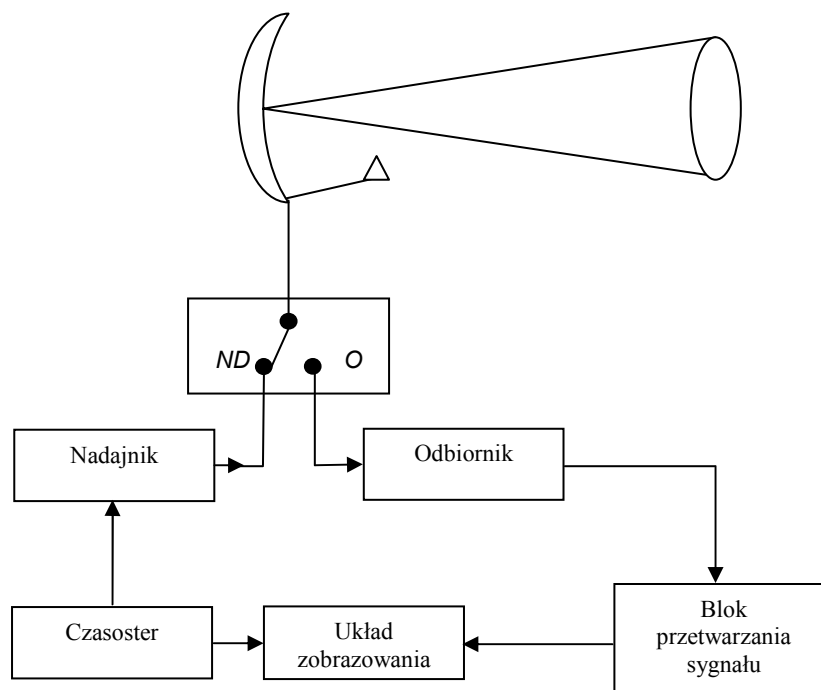 ND
O
Nadajnik
Odbiornik
Czasoster
Układ
zobrazowania
Blok
przetwarzania
sygnału